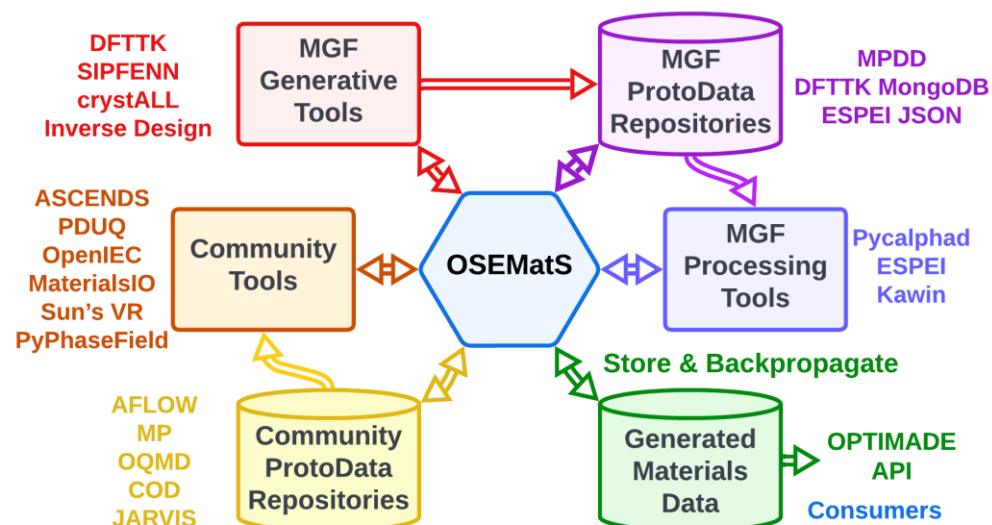 DFTTK
SIPFENN
crystALL
Inverse Design
MGF
Generative
Tools
MGF
ProtoData
Repositories
MPDD
DFTTK MongoDB
ESPEI JSON
ASCENDS
PDUQ
OpenIEC
MaterialsIO
Sun's VR
PyPhaseField
Community
Tools
OSEMatS
MGF
Processing
Tools
Pycalphad
ESPEI
Kawin
Store & Backpropagate
AFLOW
MP
OQMD
COD
JARVIS
Community
ProtoData
Repositories
Generated
Materials
Data
OPTIMADE
API
Consumers